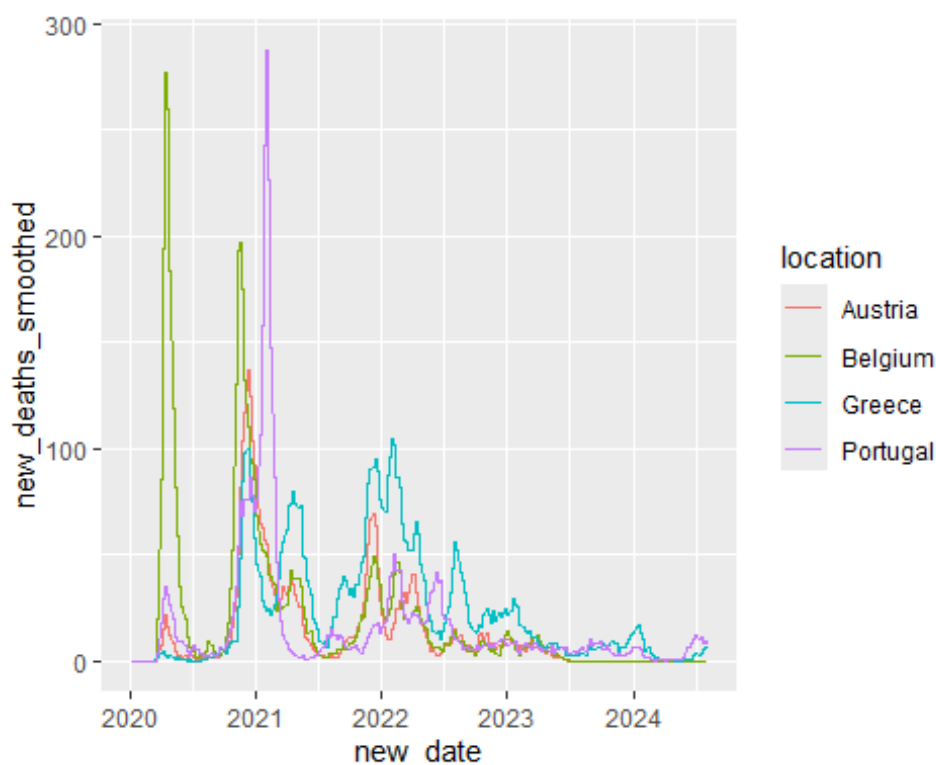 300
200
100
0
new_deaths_smoothed
2020 2021 2022 2023 2024
new_date
location
Austria
Belgium
Greece
Portugal